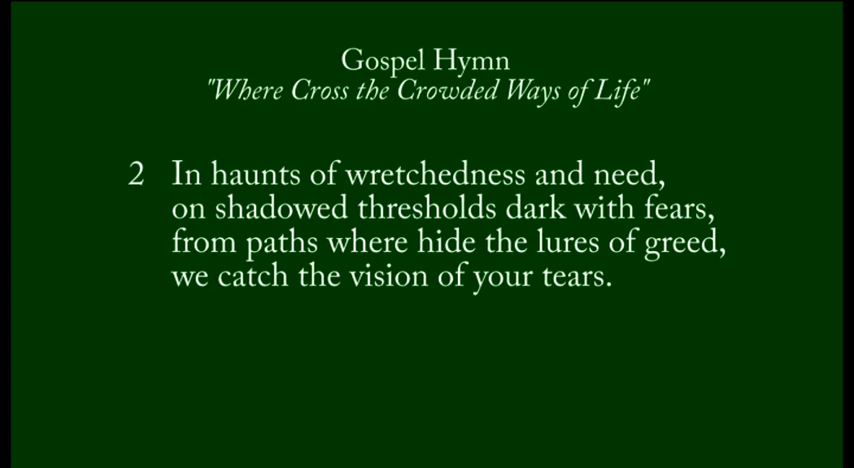 Gospel Hymn
"Where Cross the Crowded Ways of Life"
2 In haunts of wretchedness and need,
on shadowed thresholds dark with fears,
from paths where hide the lures of greed,
we catch the vision of your tears.